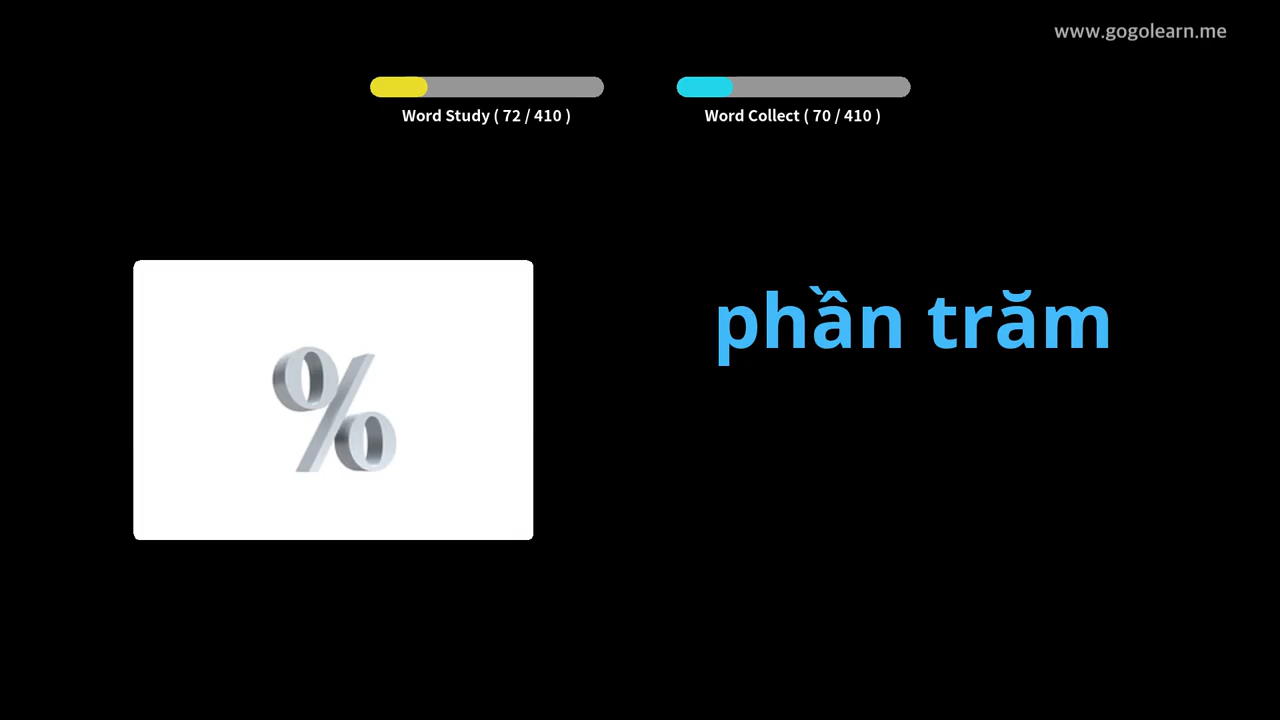 www.gogolearn.me
Word Study ( 72 / 410 )
Word Collect ( 70 / 410 )
%
phần trăm